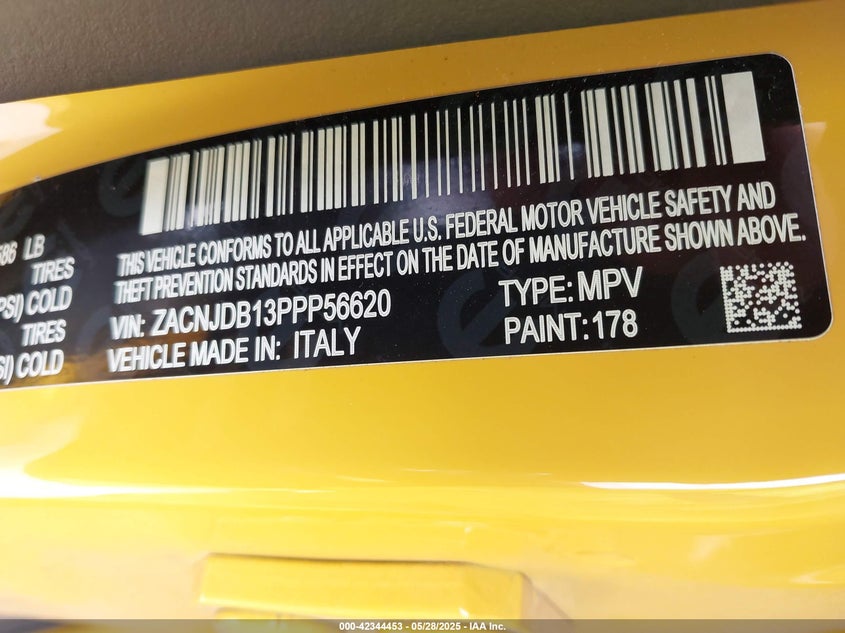 THIS VEHICLE CONFORMS TO ALL APPLICABLE U.S. FEDERAL MOTOR VEHICLE SAFETY AND
THEFT PREVENTION STANDARDS IN EFFECT ON THE DATE OF MANUFACTURE SHOWN ABOVE.
VIN: ZACNJDB13PPP56620
TYPE: MPV
VEHICLE MADE IN: ITALY
PAINT: 178
LB
TIRES
COLD
TIRES
COLD
000-42344453 - 05/28/2025 - IAA Inc.